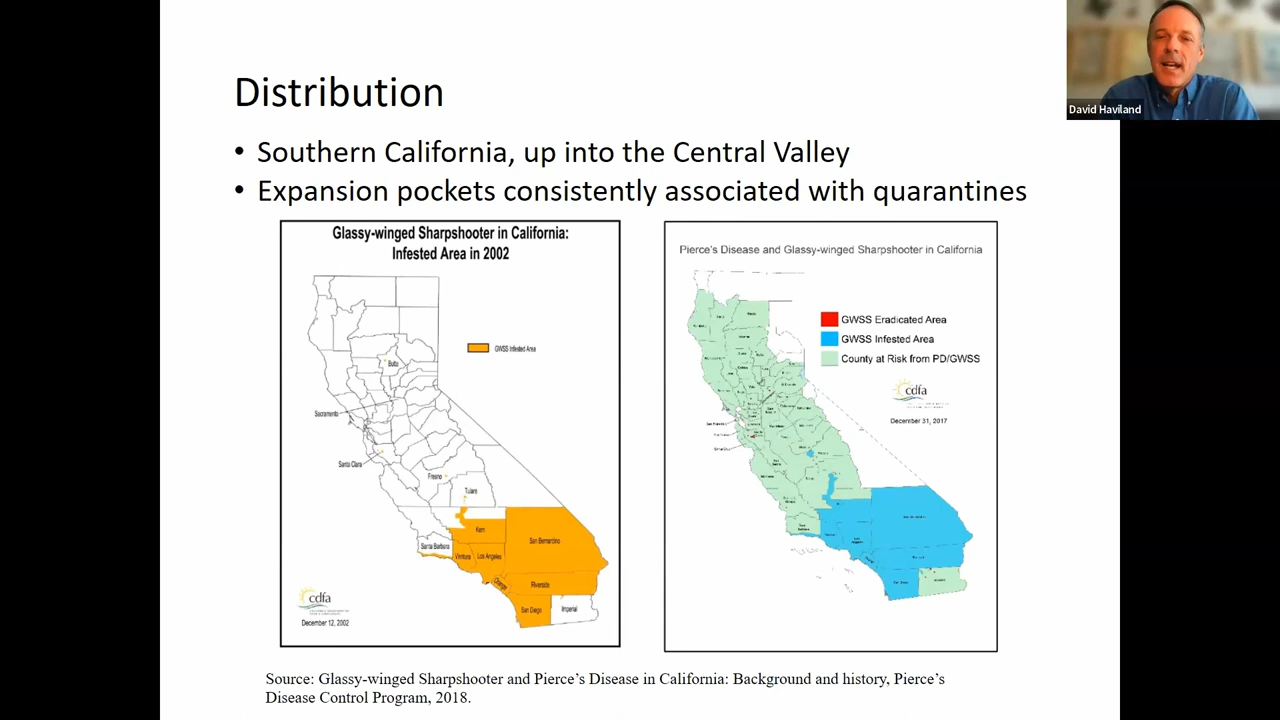 David Haviland
Distribution
• Southern California, up into the Central Valley
• Expansion pockets consistently associated with quarantines
Glassy-winged Sharpshooter in California:
Infested Area in 2002
GWSS Infested Area
Butte
Sacramento
Santa Clara
Fresno
Tulare
Kern
San Bernardino
Santa Barbara
Ventura
Los Angeles
Orange
Riverside
San Diego
Imperial
cdfa
December 12, 2002
Pierce's Disease and Glassy-winged Sharpshooter in California
GWSS Eradicated Area
GWSS Infested Area
County at Risk from PD/GWSS
cdfa
December 31, 2017
Source: Glassy-winged Sharpshooter and Pierce's Disease in California: Background and history, Pierce's
Disease Control Program, 2018.